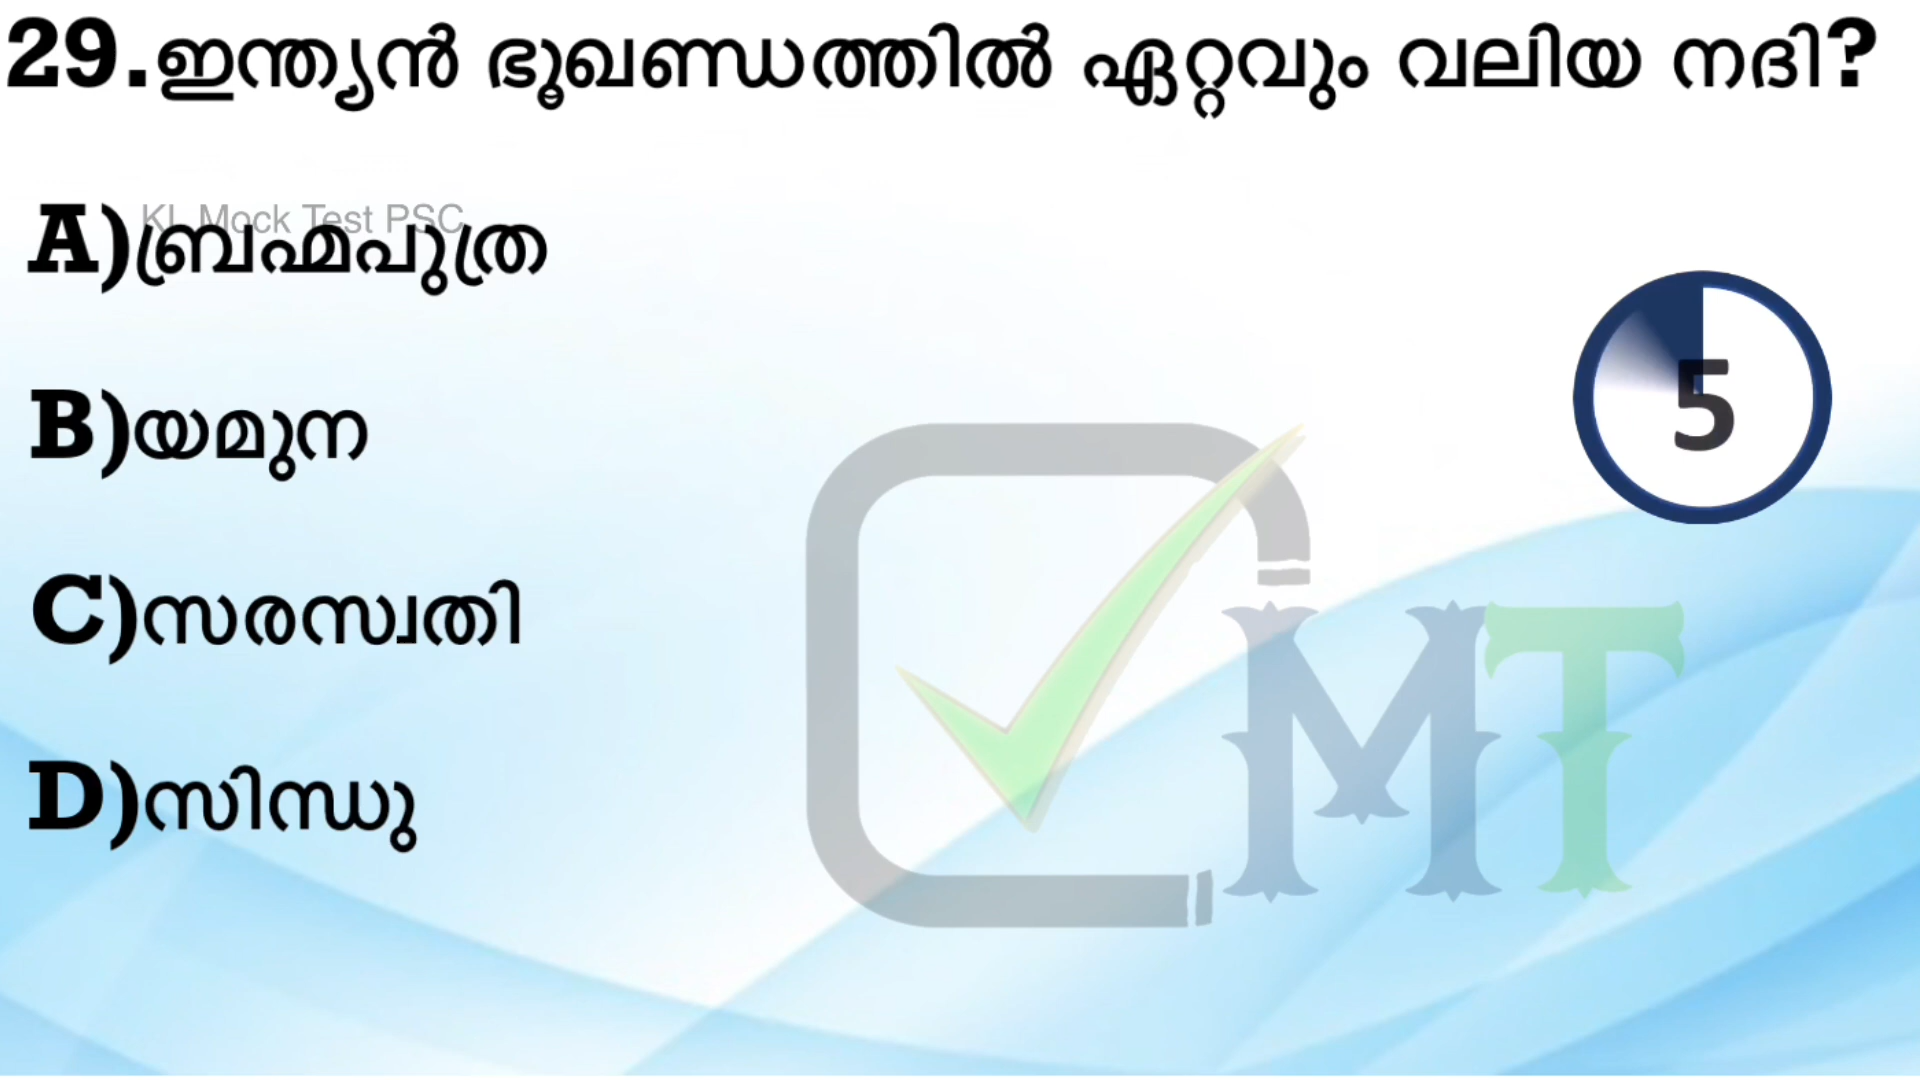 29.ഇന്ത്യൻ ഭൂഖണ്ഡത്തിൽ ഏറ്റവും വലിയ നദി?
KL Mock Test PSC
A)ബ്രഹ്മപുത്ര
5
B)യമുന
C)സരസ്വതി
MT
D)സിന്ധു